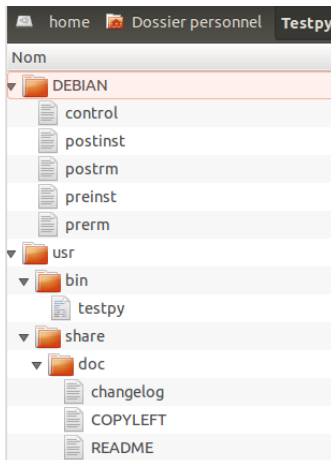 home Dossier personnel Testpy
Nom
DEBIAN
control
postinst
postrm
preinst
prerm
usr
bin
testpy
share
doc
changelog
COPYLEFT
README